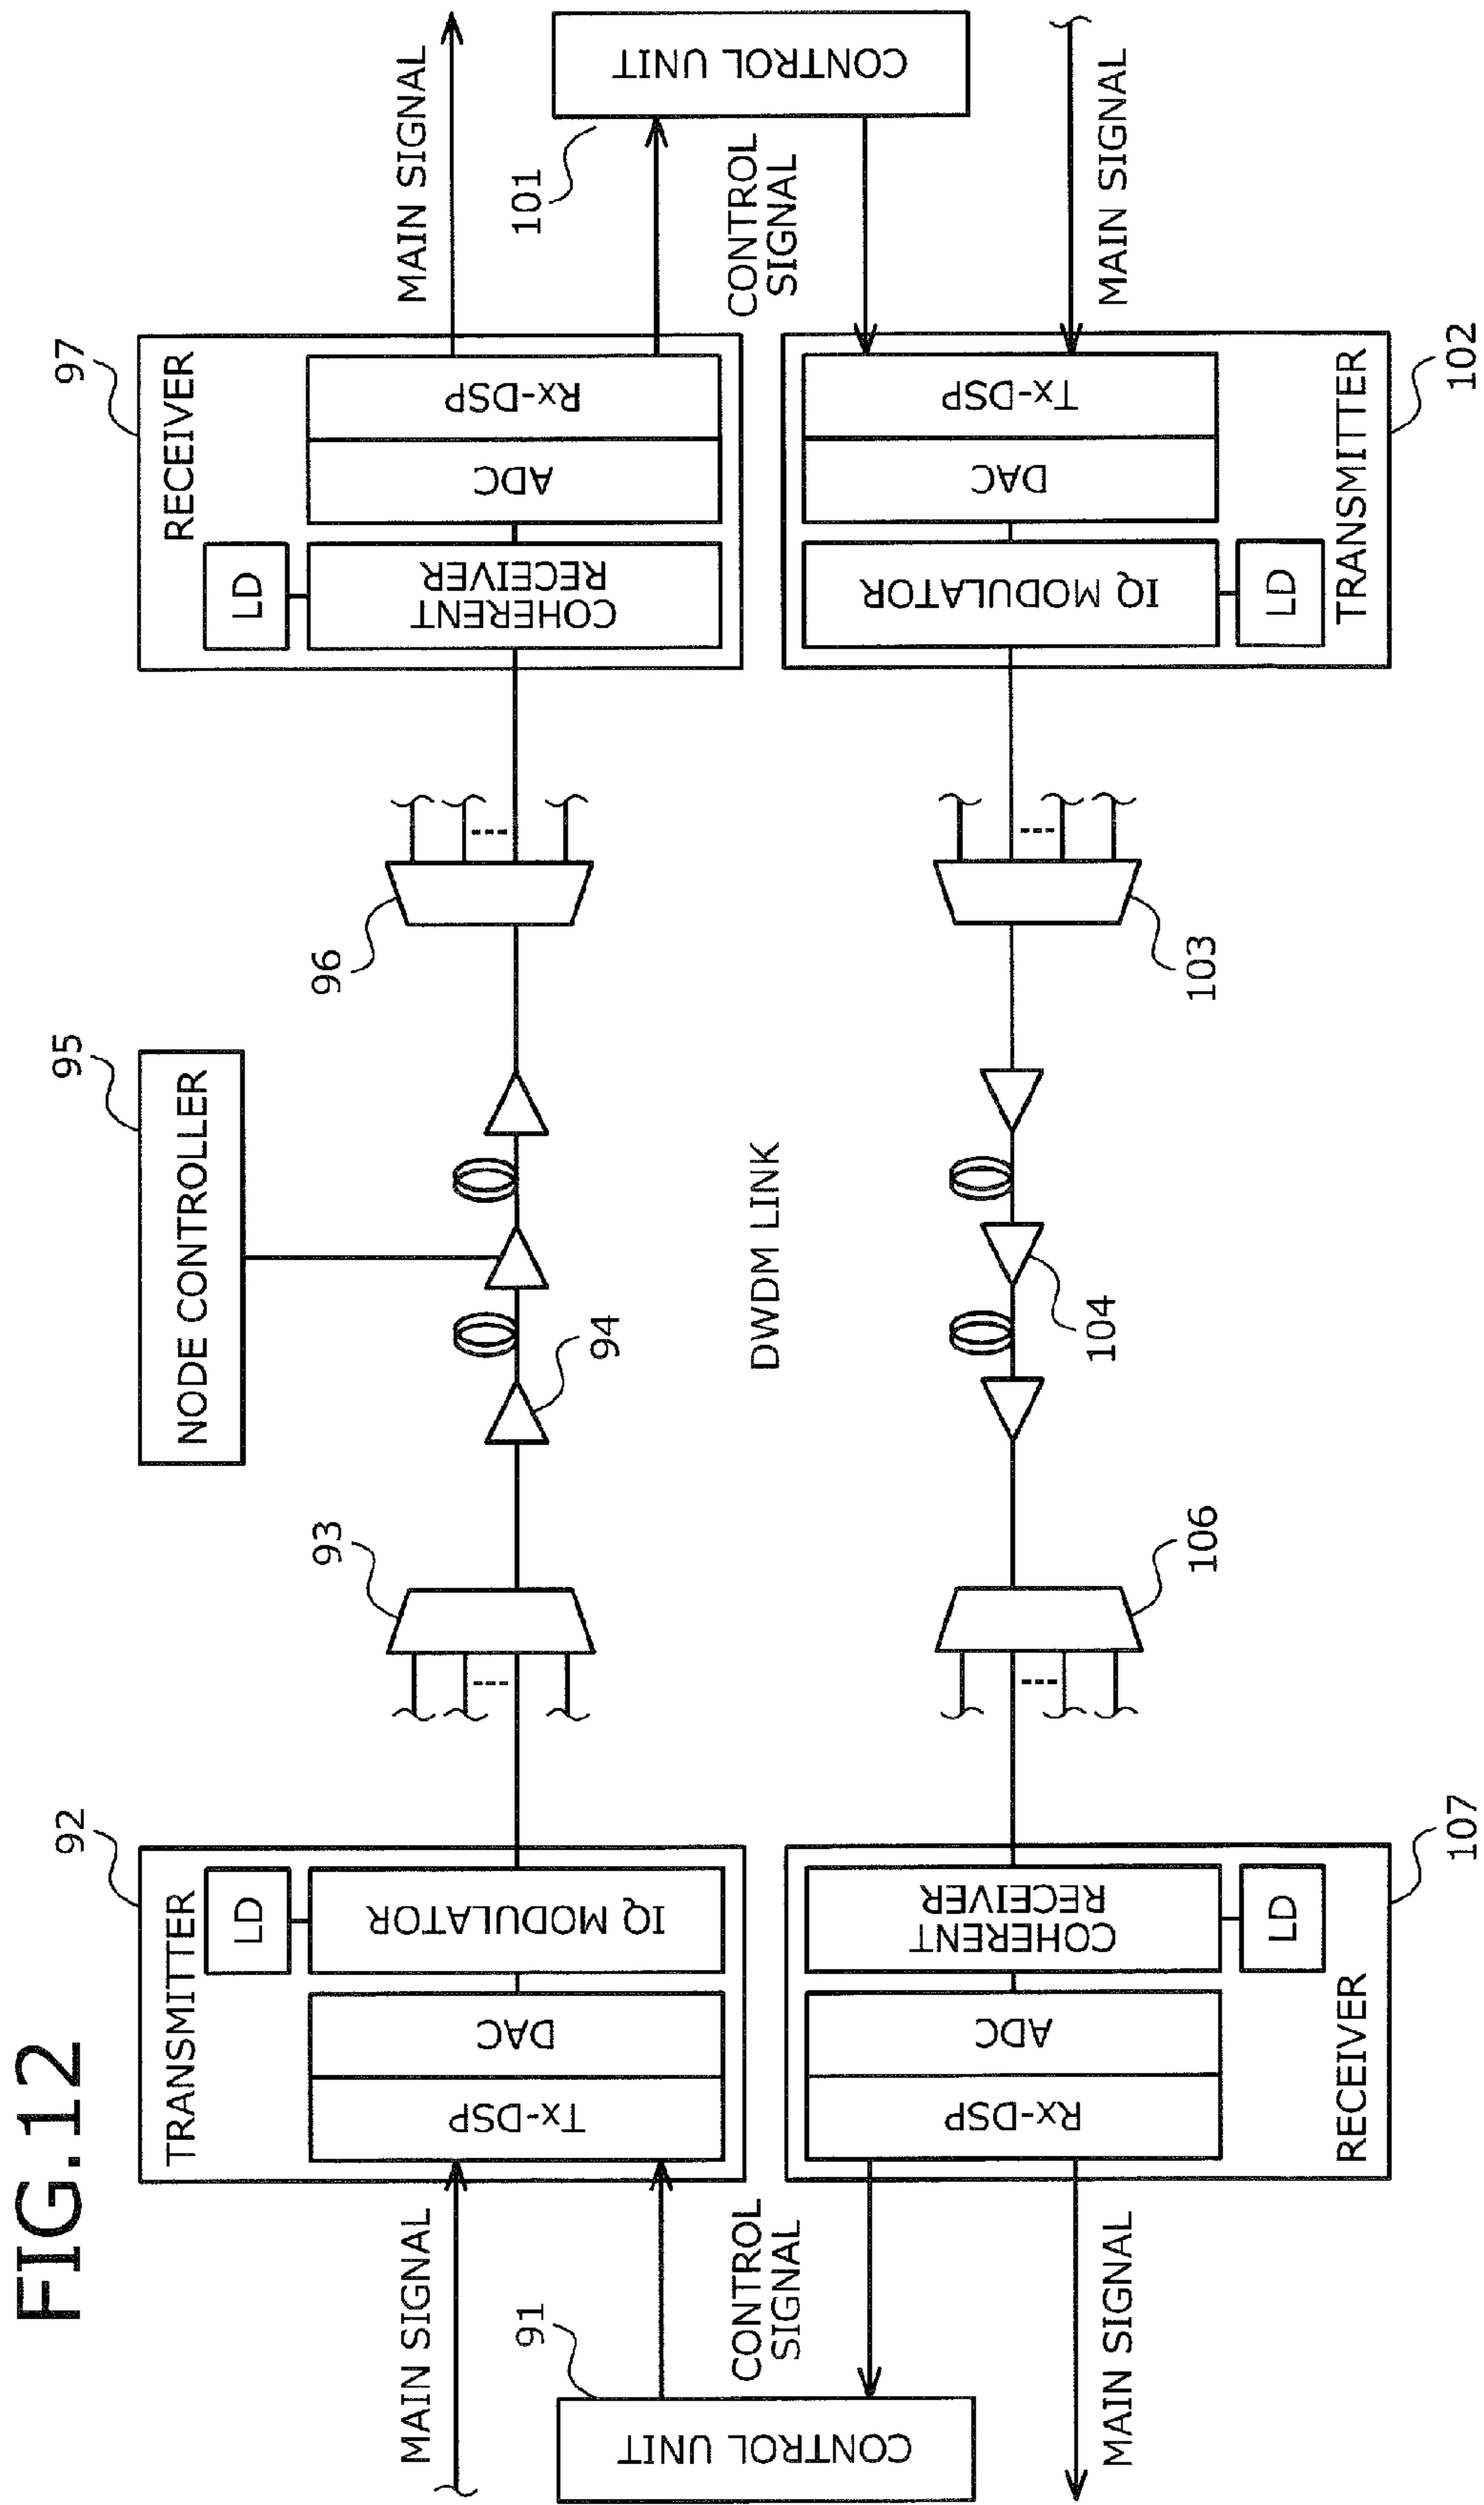 FIG.12
92
TRANSMITTER
LD
IQ MODULATOR
DAC
Tx-DSP
MAIN SIGNAL
91
CONTROL UNIT
CONTROL
SIGNAL
93
94
95
NODE CONTROLLER
DWDM LINK
96
97
RECEIVER
LD
COHERENT
RECEIVER
ADC
Rx-DSP
MAIN SIGNAL
101
CONTROL UNIT
CONTROL
SIGNAL
MAIN SIGNAL
102
TRANSMITTER
Tx-DSP
DAC
IQ MODULATOR
LD
103
104
106
107
RECEIVER
COHERENT
RECEIVER
LD
ADC
Rx-DSP
MAIN SIGNAL